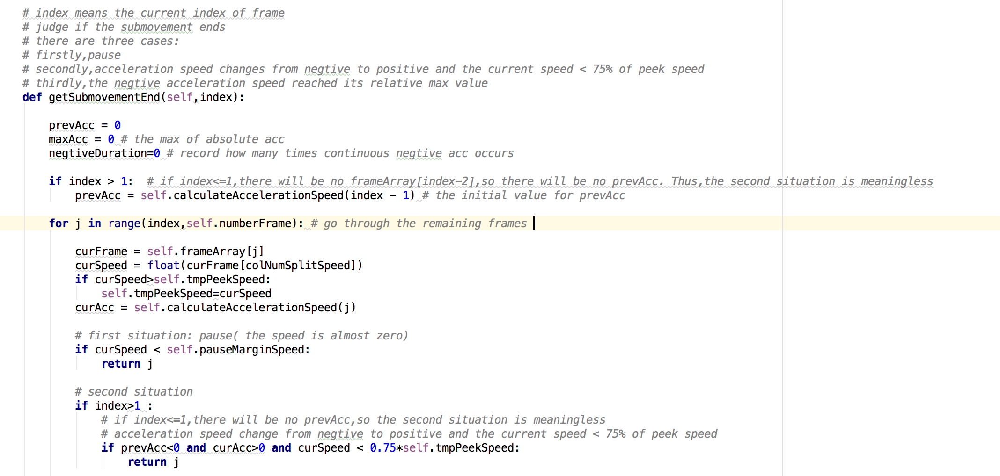 # index means the current index of frame
# judge if the submovement ends
# there are three cases:
# firstly,pause
# secondly,acceleration speed changes from negtive to positive and the current speed < 75% of peek speed
# thirdly,the negtive acceleration speed reached its relative max value
def getSubmovementEnd(self,index):
prevAcc = 0
maxAcc = 0 # the max of absolute acc
negtiveDuration=0 # record how many times continuous negtive acc occurs
if index > 1:  # if index<=1,there will be no frameArray[index-2],so there will be no prevAcc. Thus,the second situation is meaningless
prevAcc = self.calculateAccelerationSpeed(index - 1) # the initial value for prevAcc
for j in range(index,self.numberFrame): # go through the remaining frames
curFrame = self.frameArray[j]
curSpeed = float(curFrame[colNumSplitSpeed])
if curSpeed>self.tmpPeekSpeed:
self.tmpPeekSpeed=curSpeed
curAcc = self.calculateAccelerationSpeed(j)
# first situation: pause( the speed is almost zero)
if curSpeed < self.pauseMarginSpeed:
return j
# second situation
if index>1 :
# if index<=1,there will be no prevAcc,so the second situation is meaningless
# acceleration speed change from negtive to positive and the current speed < 75% of peek speed
if prevAcc<0 and curAcc>0 and curSpeed < 0.75*self.tmpPeekSpeed:
return j